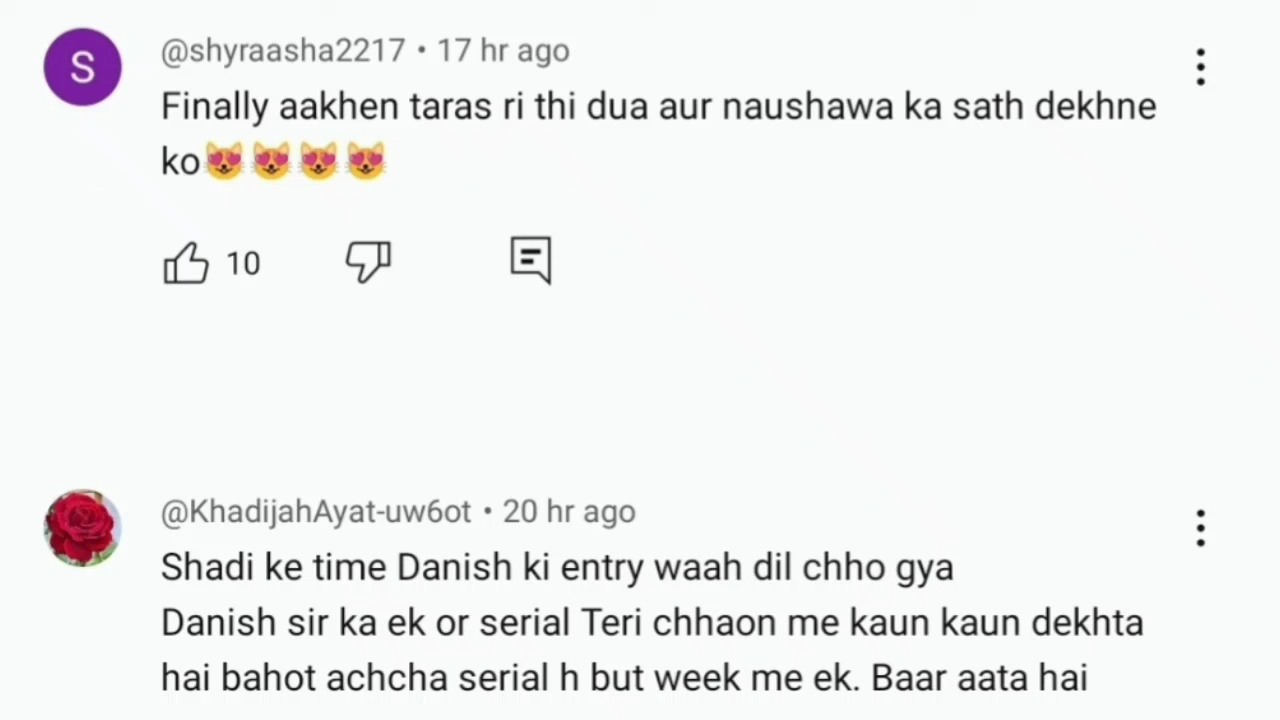 S
@shyraasha2217 • 17 hr ago
Finally aakhen taras ri thi dua aur naushawa ka sath dekhne
ko😻😻😻😻
10
@KhadijahAyat-uw6ot • 20 hr ago
Shadi ke time Danish ki entry waah dil chho gya
Danish sir ka ek or serial Teri chhaon me kaun kaun dekhta
hai bahot achcha serial h but week me ek. Baar aata hai